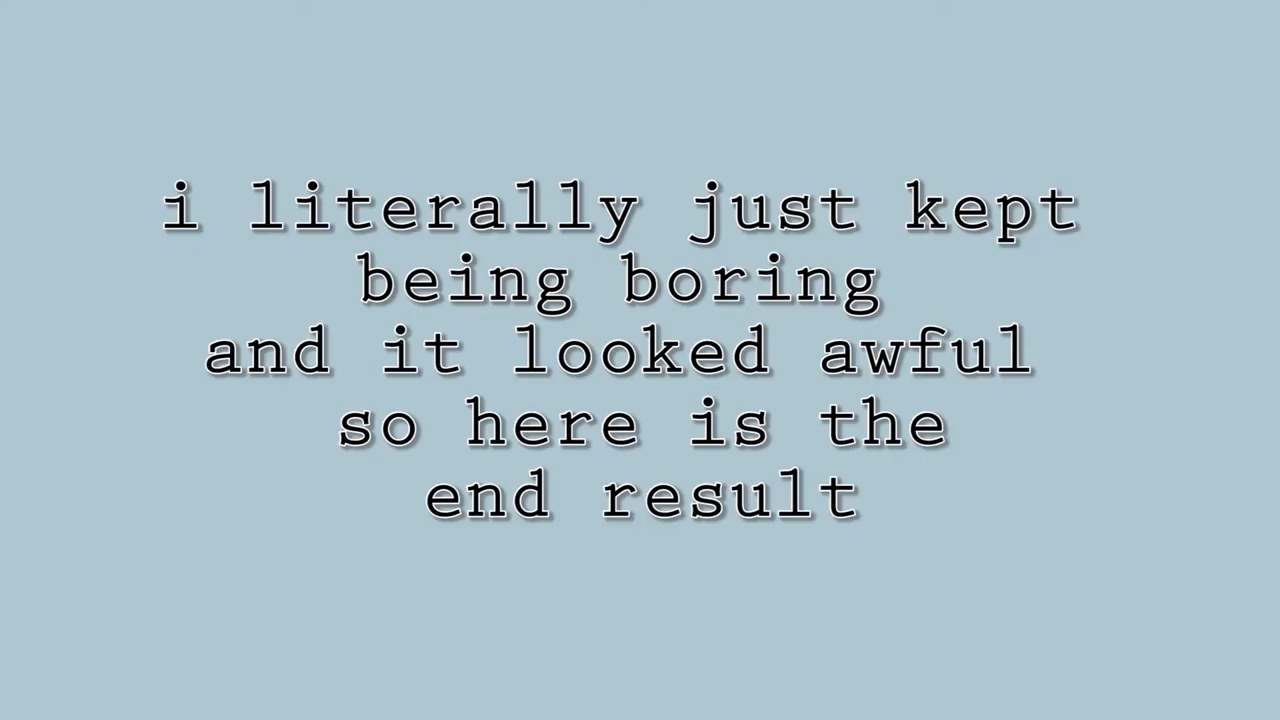 i literally just kept
being boring
and it looked awful
so here is the
end result